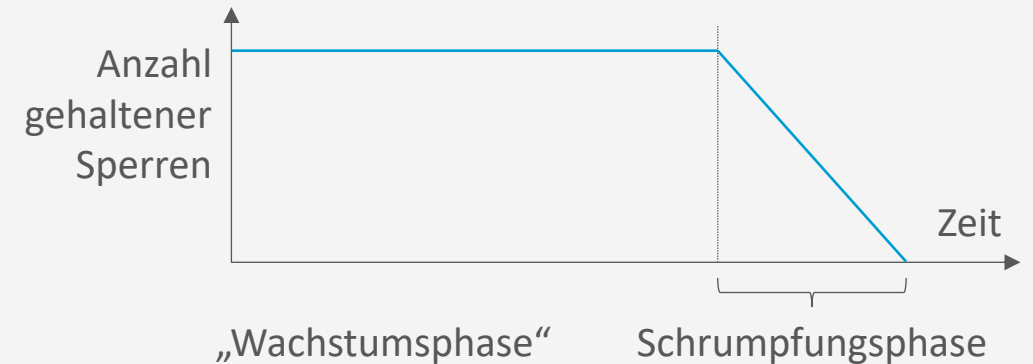 Anzahl
gehaltener
Sperren
Zeit
„Wachstumsphase“
Schrumpfungsphase